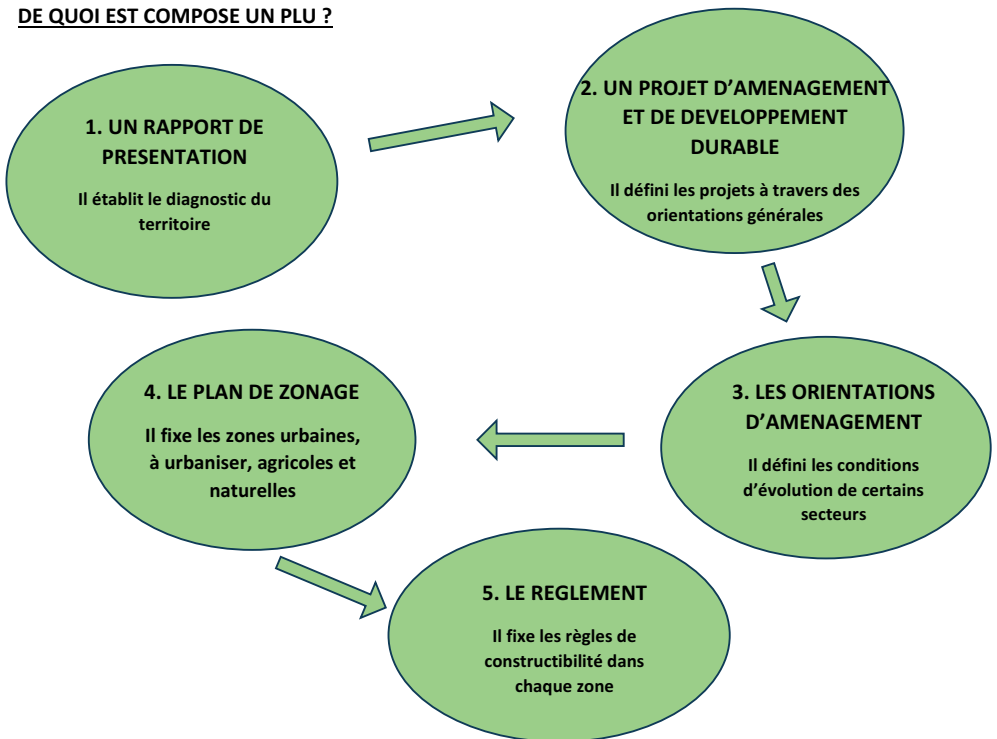 DE QUOI EST COMPOSE UN PLU ?
1. UN RAPPORT DE
PRESENTATION
Il établit le diagnostic du
territoire
2. UN PROJET D'AMENAGEMENT
ET DE DEVELOPPEMENT
DURABLE
Il défini les projets à travers des
orientations générales
3. LES ORIENTATIONS
D'AMENAGEMENT
Il défini les conditions
d'évolution de certains
secteurs
4. LE PLAN DE ZONAGE
Il fixe les zones urbaines,
à urbaniser, agricoles et
naturelles
5. LE REGLEMENT
Il fixe les règles de
constructibilité dans
chaque zone